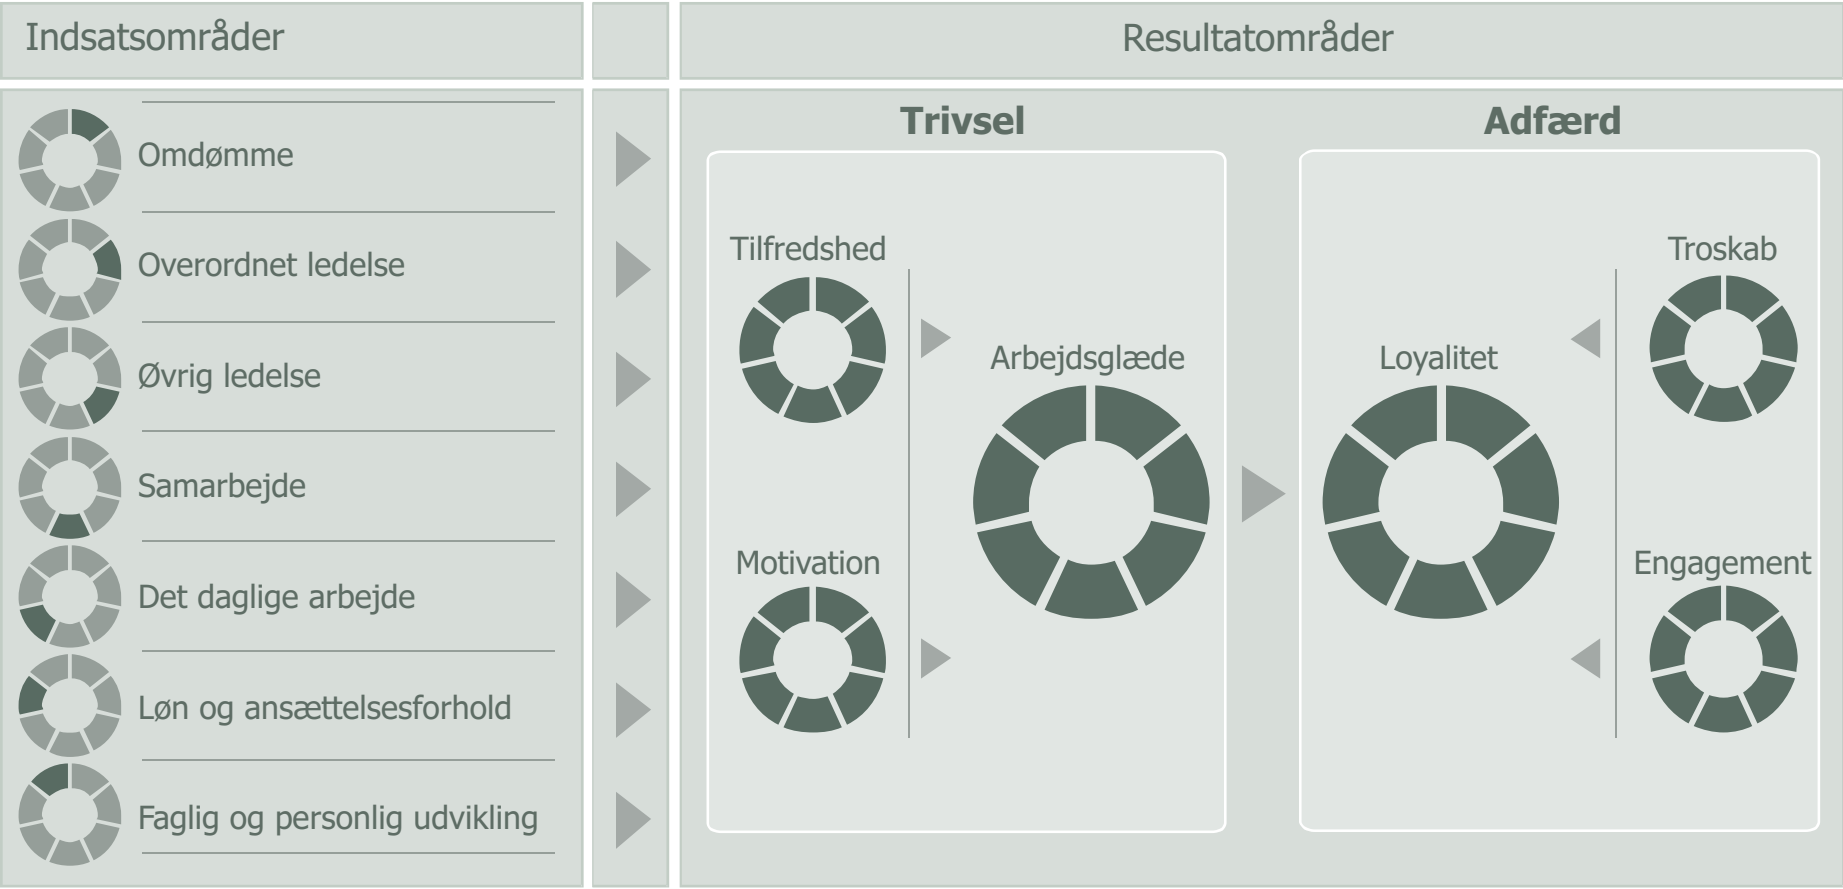 Indsatsområder
Resultatområder
Omdømme
Overordnet ledelse
Øvrig ledelse
Samarbejde
Det daglige arbejde
Løn og ansættelsesforhold
Faglig og personlig udvikling
Trivsel
Tilfredshed
Arbejdsglæde
Motivation
Adfærd
Troskab
Loyalitet
Engagement